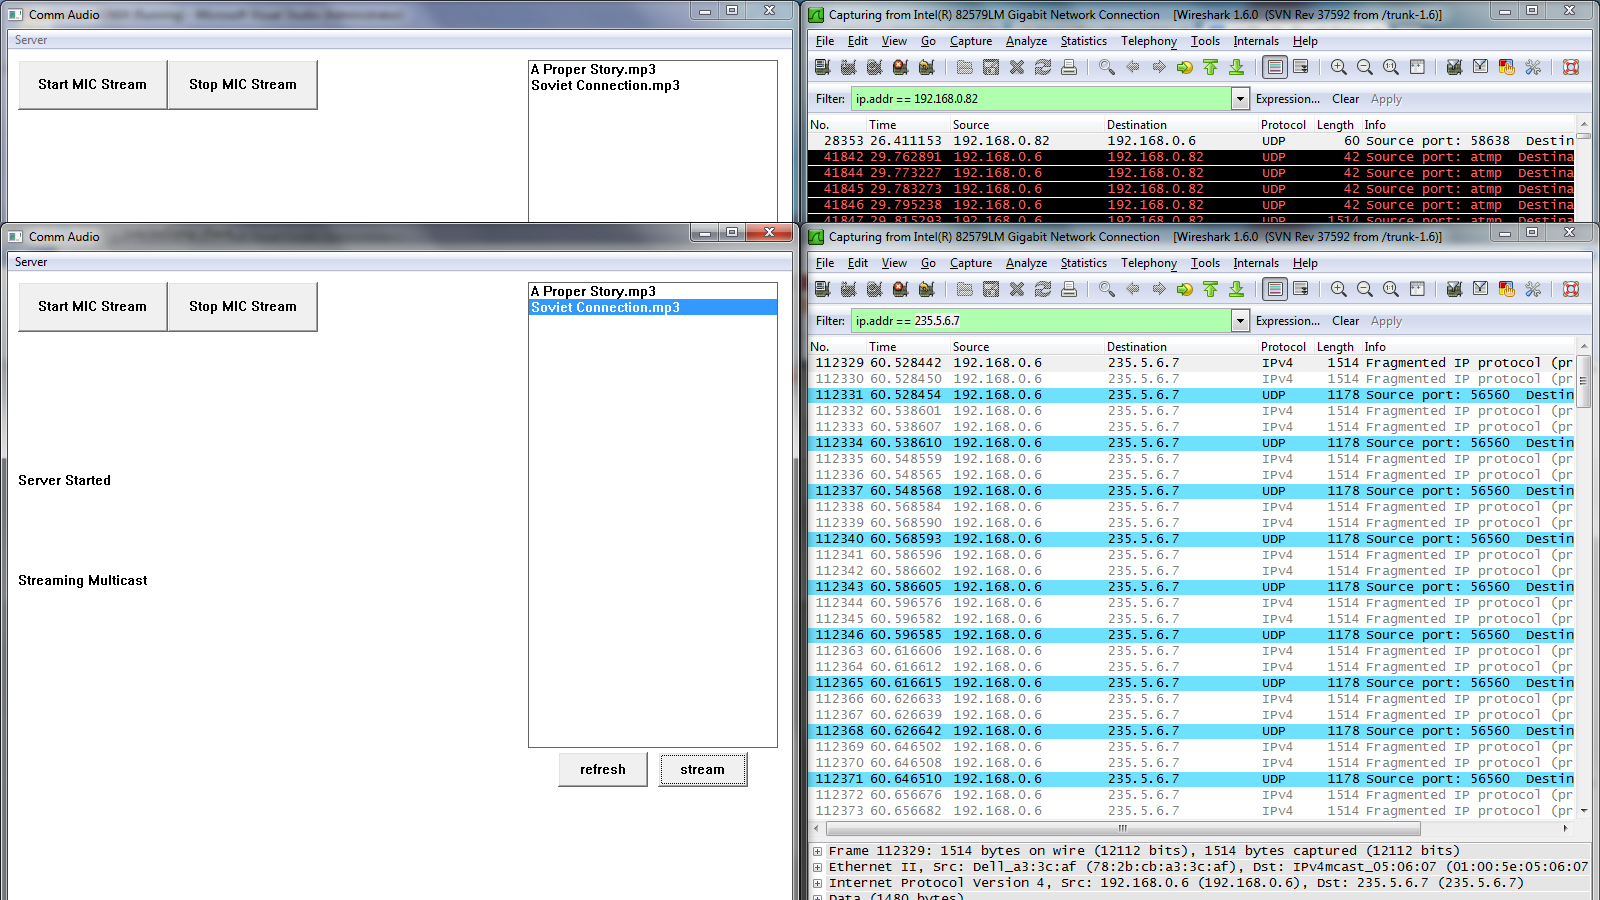 Comm Audio
Server
Start MIC Stream Stop MIC Stream
A Proper Story.mp3
Soviet Connection.mp3
Capturing from Intel(R) 82579LM Gigabit Network Connection [Wireshark 1.6.0 (SVN Rev 37592 from /trunk-1.6)]
File Edit View Go Capture Analyze Statistics Telephony Tools Internals Help
Filter: ip.addr == 192.168.0.82 Expression... Clear Apply
No. Time Source Destination Protocol Length Info
28353 26.411153 192.168.0.82 192.168.0.6 UDP 60 Source port: 58638 Destin
41842 29.762891 192.168.0.6 192.168.0.82 UDP 42 Source port: atmp Destina
41844 29.773227 192.168.0.6 192.168.0.82 UDP 42 Source port: atmp Destina
41845 29.783273 192.168.0.6 192.168.0.82 UDP 42 Source port: atmp Destina
41846 29.795238 192.168.0.6 192.168.0.82 UDP 42 Source port: atmp Destina
41847 29.815293 192.168.0.6 192.168.0.82 UDP 1514 Source port: atmp Destina
Comm Audio
Server
Start MIC Stream Stop MIC Stream
A Proper Story.mp3
Soviet Connection.mp3
Server Started
Streaming Multicast
refresh stream
Capturing from Intel(R) 82579LM Gigabit Network Connection [Wireshark 1.6.0 (SVN Rev 37592 from /trunk-1.6)]
File Edit View Go Capture Analyze Statistics Telephony Tools Internals Help
Filter: ip.addr == 235.5.6.7 Expression... Clear Apply
No. Time Source Destination Protocol Length Info
112329 60.528442 192.168.0.6 235.5.6.7 IPv4 1514 Fragmented IP protocol (pr
112330 60.528450 192.168.0.6 235.5.6.7 IPv4 1514 Fragmented IP protocol (pr
112331 60.528454 192.168.0.6 235.5.6.7 UDP 1178 Source port: 56560 Destin
112332 60.538601 192.168.0.6 235.5.6.7 IPv4 1514 Fragmented IP protocol (pr
112333 60.538607 192.168.0.6 235.5.6.7 IPv4 1514 Fragmented IP protocol (pr
112334 60.538610 192.168.0.6 235.5.6.7 UDP 1178 Source port: 56560 Destin
112335 60.548559 192.168.0.6 235.5.6.7 IPv4 1514 Fragmented IP protocol (pr
112336 60.548565 192.168.0.6 235.5.6.7 IPv4 1514 Fragmented IP protocol (pr
112337 60.548568 192.168.0.6 235.5.6.7 UDP 1178 Source port: 56560 Destin
112338 60.568584 192.168.0.6 235.5.6.7 IPv4 1514 Fragmented IP protocol (pr
112339 60.568590 192.168.0.6 235.5.6.7 IPv4 1514 Fragmented IP protocol (pr
112340 60.568593 192.168.0.6 235.5.6.7 UDP 1178 Source port: 56560 Destin
112341 60.586596 192.168.0.6 235.5.6.7 IPv4 1514 Fragmented IP protocol (pr
112342 60.586602 192.168.0.6 235.5.6.7 IPv4 1514 Fragmented IP protocol (pr
112343 60.586605 192.168.0.6 235.5.6.7 UDP 1178 Source port: 56560 Destin
112344 60.596576 192.168.0.6 235.5.6.7 IPv4 1514 Fragmented IP protocol (pr
112345 60.596582 192.168.0.6 235.5.6.7 IPv4 1514 Fragmented IP protocol (pr
112346 60.596585 192.168.0.6 235.5.6.7 UDP 1178 Source port: 56560 Destin
112363 60.616606 192.168.0.6 235.5.6.7 IPv4 1514 Fragmented IP protocol (pr
112364 60.616612 192.168.0.6 235.5.6.7 IPv4 1514 Fragmented IP protocol (pr
112365 60.616615 192.168.0.6 235.5.6.7 UDP 1178 Source port: 56560 Destin
112366 60.626633 192.168.0.6 235.5.6.7 IPv4 1514 Fragmented IP protocol (pr
112367 60.626639 192.168.0.6 235.5.6.7 IPv4 1514 Fragmented IP protocol (pr
112368 60.626642 192.168.0.6 235.5.6.7 UDP 1178 Source port: 56560 Destin
112369 60.646502 192.168.0.6 235.5.6.7 IPv4 1514 Fragmented IP protocol (pr
112370 60.646508 192.168.0.6 235.5.6.7 IPv4 1514 Fragmented IP protocol (pr
112371 60.646510 192.168.0.6 235.5.6.7 UDP 1178 Source port: 56560 Destin
112372 60.656676 192.168.0.6 235.5.6.7 IPv4 1514 Fragmented IP protocol (pr
112373 60.656682 192.168.0.6 235.5.6.7 IPv4 1514 Fragmented IP protocol (pr
Frame 112329: 1514 bytes on wire (12112 bits), 1514 bytes captured (12112 bits)
Ethernet II, Src: Dell_a3:3c:af (78:2b:cb:a3:3c:af), Dst: IPv4mcast_05:06:07 (01:00:5e:05:06:07
Internet Protocol Version 4, Src: 192.168.0.6 (192.168.0.6), Dst: 235.5.6.7 (235.5.6.7)
Data (1480 bytes)